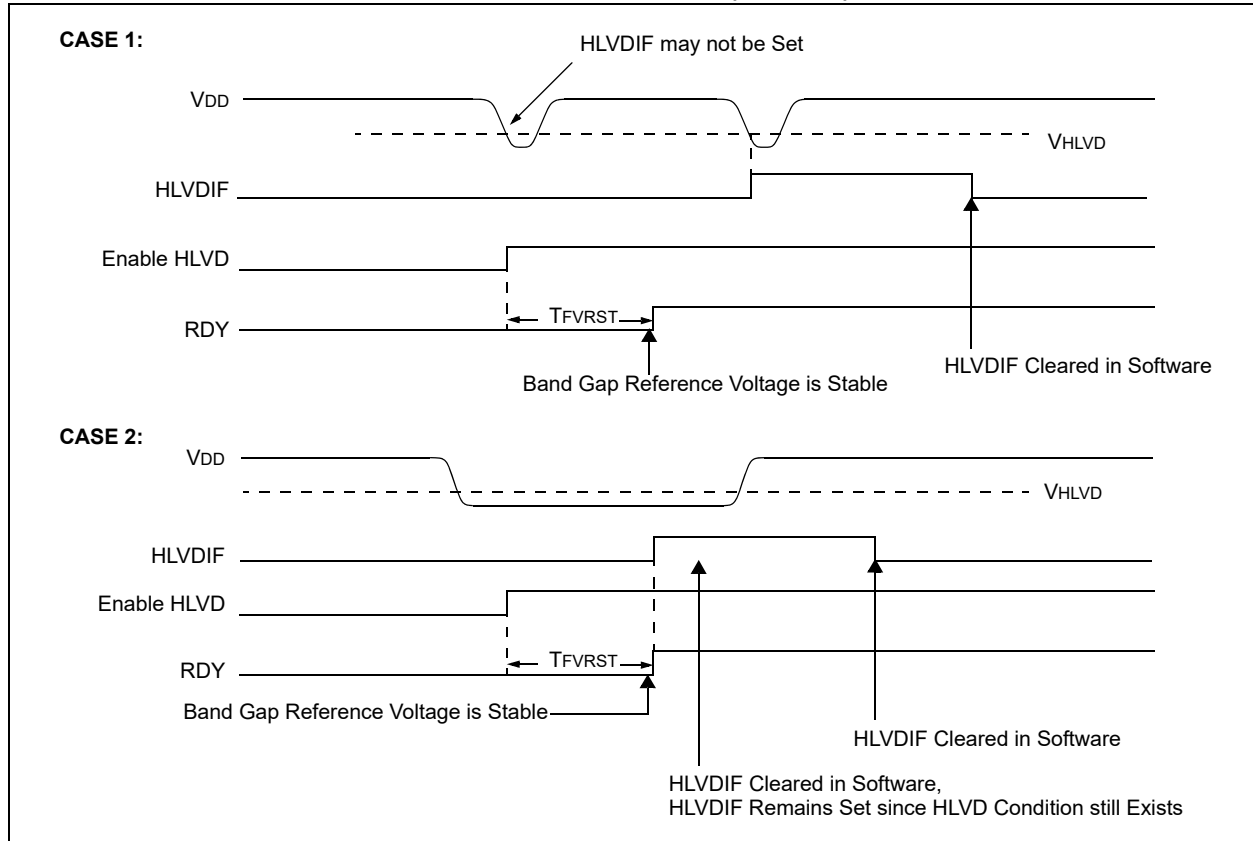 CASE 1:
HLVDIF may not be Set
VDD
VHLVD
HLVDIF
Enable HLVD
TFVRST
RDY
HLVDIF Cleared in Software
Band Gap Reference Voltage is Stable
CASE 2:
VDD
VHLVD
HLVDIF
Enable HLVD
TFVRST
RDY
Band Gap Reference Voltage is Stable
HLVDIF Cleared in Software
HLVDIF Cleared in Software,
HLVDIF Remains Set since HLVD Condition still Exists